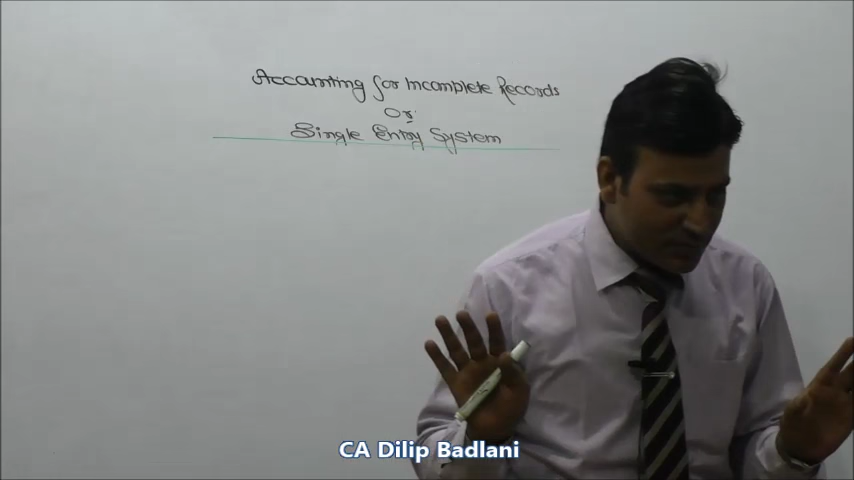 Accounting for Incomplete Records
Or
Single Entry System
CA Dilip Badlani